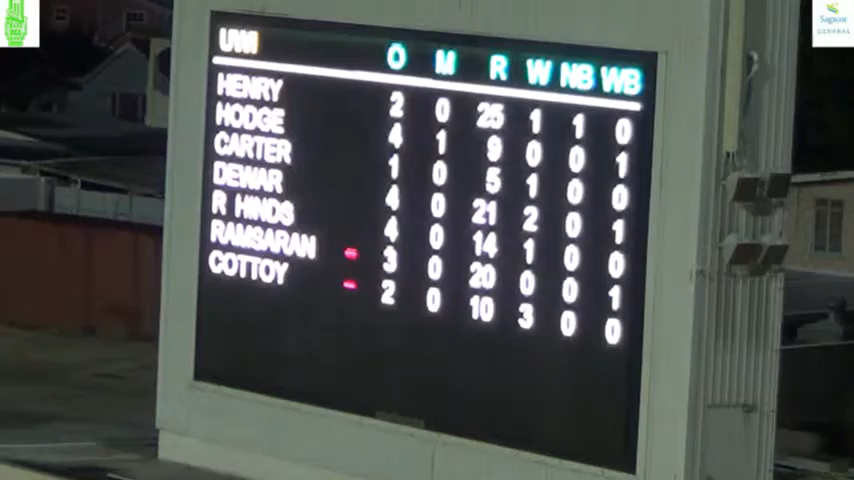 Sagicor
UWI O M R W NB WB
HENRY 2 0 25 1 1 0
HODGE 4 1 9 0 0 1
CARTER 1 0 5 1 0 0
DEWAR 4 0 21 2 0 1
R HINDS 4 0 14 1 0 0
RAMSARAN 3 0 20 0 0 1
COTTOY 2 0 10 3 0 0